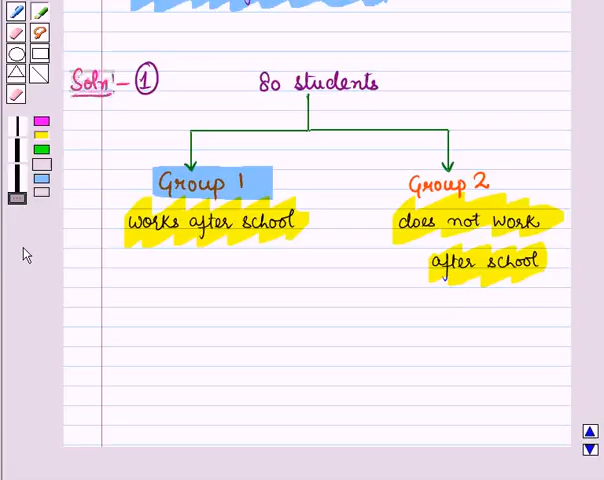 Soln - 1 80 students
Group 1 Group 2
works after school does not work
after school